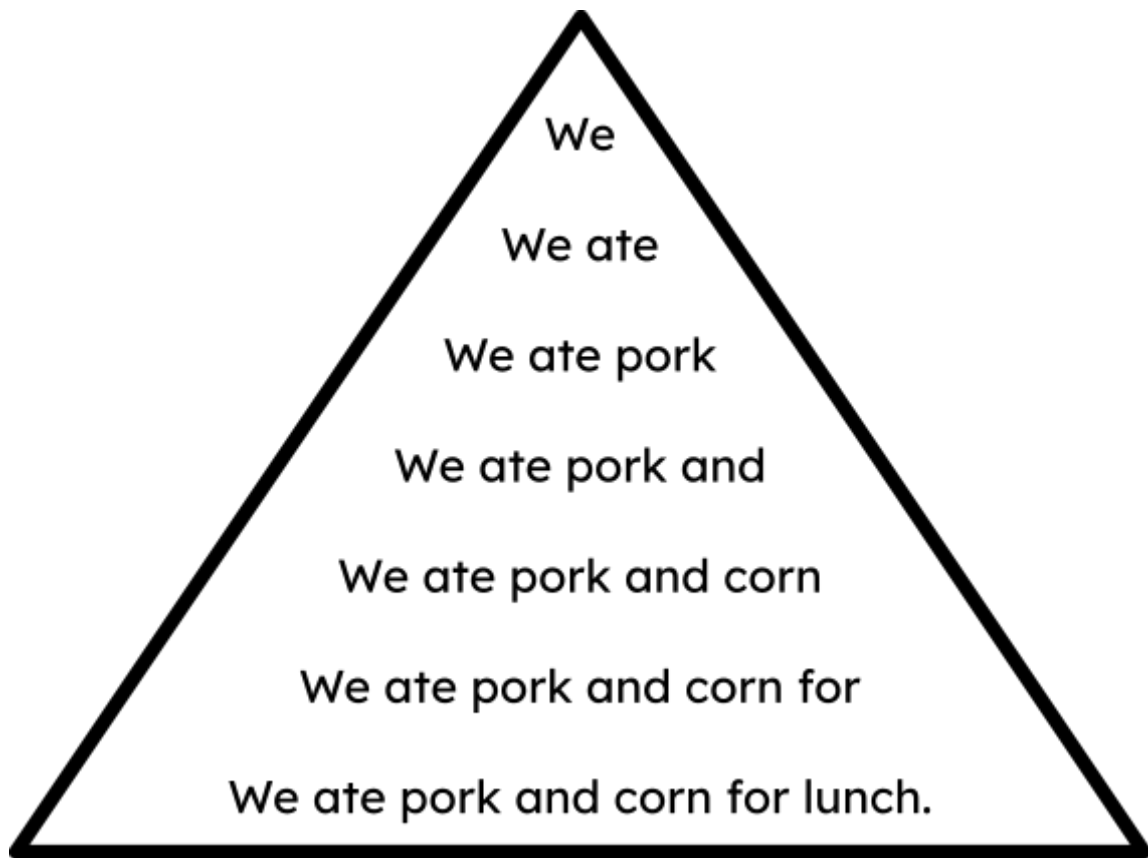 We
We ate
We ate pork
We ate pork and
We ate pork and corn
We ate pork and corn for
We ate pork and corn for lunch.